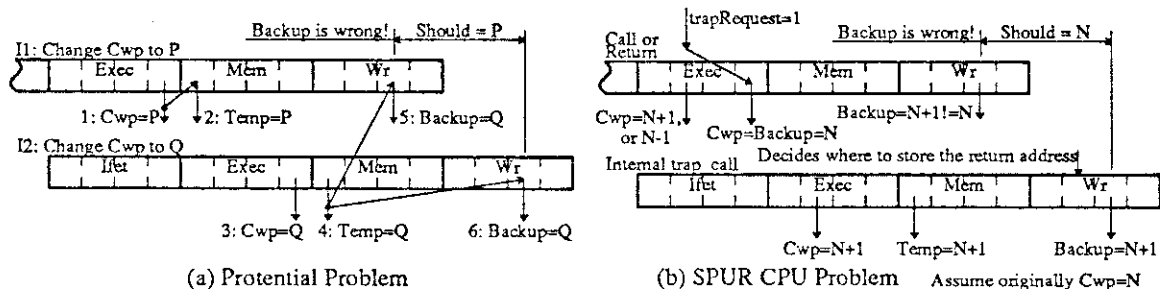 Backup is wrong!
Should = P
I1: Change Cwp to P
Exec
Mem
Wr
1: Cwp=P
2: Temp=P
5: Backup=Q
I2: Change Cwp to Q
Ifet
Exec
Mem
Wr
3: Cwp=Q
4: Temp=Q
6: Backup=Q
(a) Protential Problem
trapRequest=1
Backup is wrong!
Should = N
Call or
Return
Exec
Mem
Wr
Cwp=N+1,
or N-1
Cwp=Backup=N
Backup=N+1!=N
Internal trap_call
Decides where to store the return address
Ifet
Exec
Mem
Wr
Cwp=N+1
Temp=N+1
Backup=N+1
(b) SPUR CPU Problem
Assume originally Cwp=N